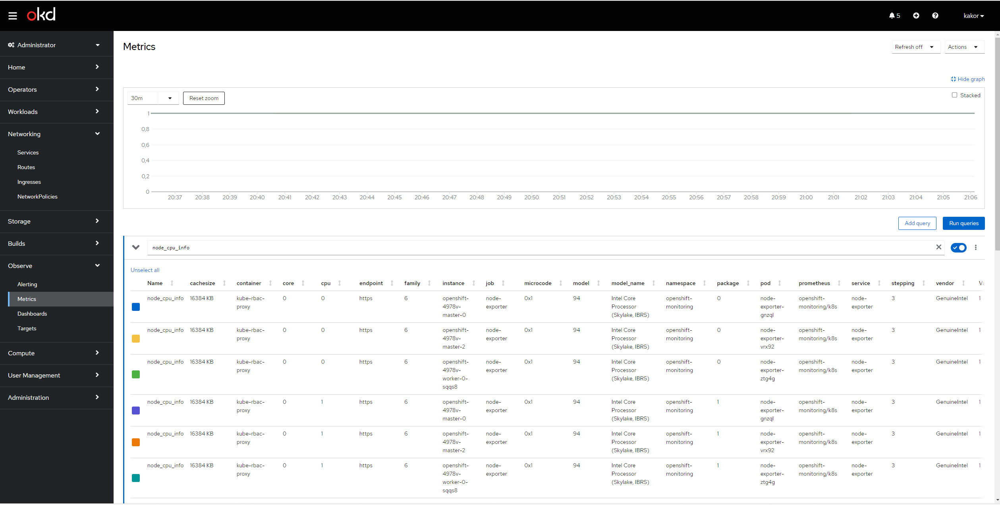 okd
5
kakor
Administrator
Home
Operators
Workloads
Networking
Services
Routes
Ingresses
NetworkPolicies
Storage
Builds
Observe
Alerting
Metrics
Dashboards
Targets
Compute
User Management
Administration
Metrics
Refresh off
Actions
Hide graph
30m
Reset zoom
Stacked
1
0,8
0,6
0,4
0,2
0
20:37 20:38 20:39 20:40 20:41 20:42 20:43 20:44 20:45 20:46 20:47 20:48 20:49 20:50 20:51 20:52 20:53 20:54 20:55 20:56 20:57 20:58 20:59 21:00 21:01 21:02 21:03 21:04 21:05 21:06
Add query
Run queries
node_cpu_info
Unselect all
Name cachesize container core cpu endpoint family instance job microcode model model_name namespace package pod prometheus service stepping vendor
node_cpu_info 16384 KB kube-rbac- 0 0 https 6 openshift- node- 0x1 94 Intel Core openshift- 0 node- openshift- node- 3 GenuineIntel 1
proxy 4978v- exporter Processor monitoring exporter- monitoring/k8s exporter
master-0 (Skylake, IBRS) gnzql
node_cpu_info 16384 KB kube-rbac- 0 0 https 6 openshift- node- 0x1 94 Intel Core openshift- 0 node- openshift- node- 3 GenuineIntel 1
proxy 4978v- exporter Processor monitoring exporter- monitoring/k8s exporter
master-2 (Skylake, IBRS) vrx92
node_cpu_info 16384 KB kube-rbac- 0 0 https 6 openshift- node- 0x1 94 Intel Core openshift- 0 node- openshift- node- 3 GenuineIntel 1
proxy 4978v- exporter Processor monitoring exporter- monitoring/k8s exporter
worker-0- (Skylake, IBRS) ztg4g
sqqs8
node_cpu_info 16384 KB kube-rbac- 0 1 https 6 openshift- node- 0x1 94 Intel Core openshift- 1 node- openshift- node- 3 GenuineIntel 1
proxy 4978v- exporter Processor monitoring exporter- monitoring/k8s exporter
master-0 (Skylake, IBRS) gnzql
node_cpu_info 16384 KB kube-rbac- 0 1 https 6 openshift- node- 0x1 94 Intel Core openshift- 1 node- openshift- node- 3 GenuineIntel 1
proxy 4978v- exporter Processor monitoring exporter- monitoring/k8s exporter
master-2 (Skylake, IBRS) vrx92
node_cpu_info 16384 KB kube-rbac- 0 1 https 6 openshift- node- 0x1 94 Intel Core openshift- 1 node- openshift- node- 3 GenuineIntel 1
proxy 4978v- exporter Processor monitoring exporter- monitoring/k8s exporter
worker-0- (Skylake, IBRS) ztg4g
sqqs8